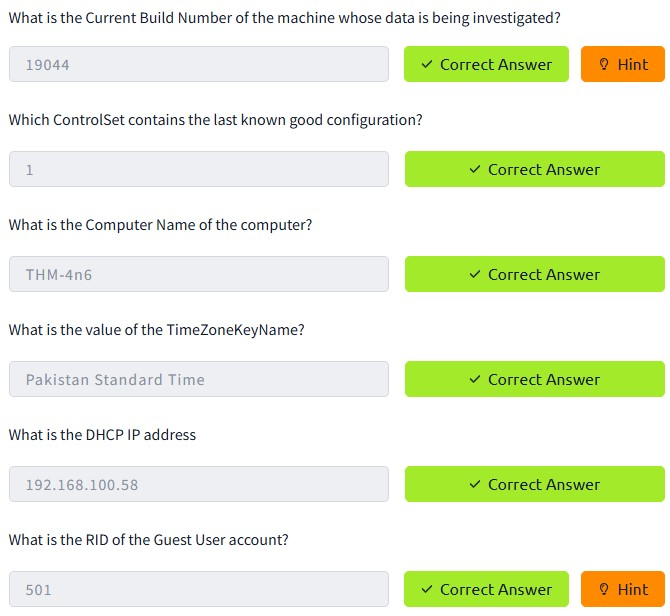 What is the Current Build Number of the machine whose data is being investigated?
19044 Correct Answer Hint
Which ControlSet contains the last known good configuration?
1 Correct Answer
What is the Computer Name of the computer?
THM-4n6 Correct Answer
What is the value of the TimeZoneKeyName?
Pakistan Standard Time Correct Answer
What is the DHCP IP address
192.168.100.58 Correct Answer
What is the RID of the Guest User account?
501 Correct Answer Hint